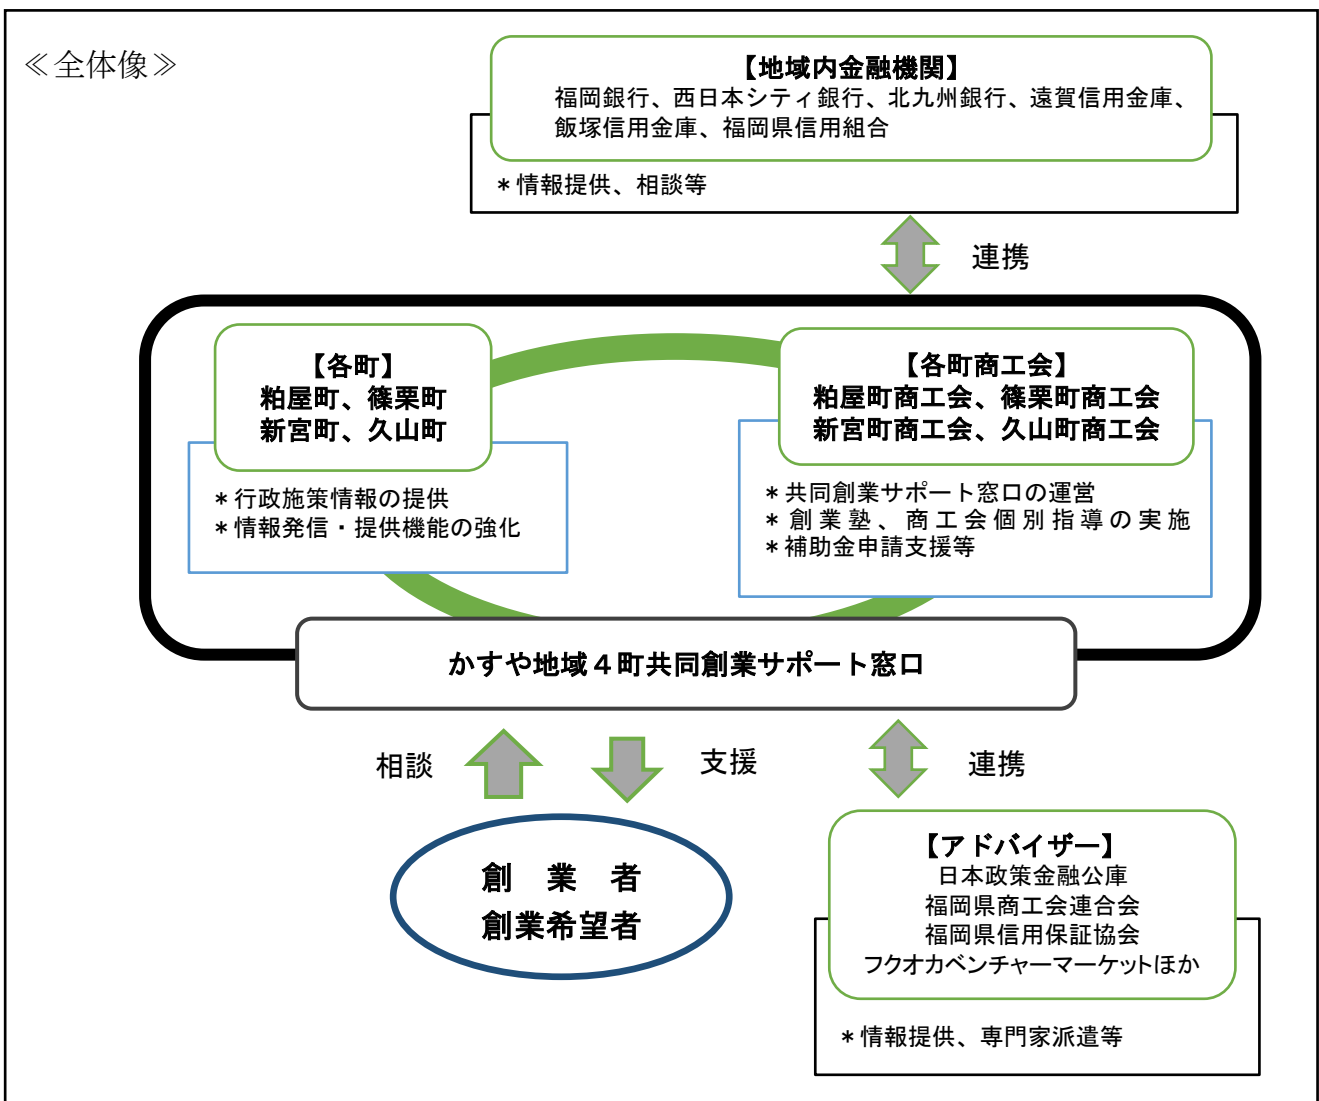 ≪全体像≫
【地域内金融機関】
福岡銀行、西日本シティ銀行、北九州銀行、遠賀信用金庫、
飯塚信用金庫、福岡県信用組合
＊情報提供、相談等
連携
【各町】
粕屋町、篠栗町
新宮町、久山町
＊行政施策情報の提供
＊情報発信・提供機能の強化
【各町商工会】
粕屋町商工会、篠栗町商工会
新宮町商工会、久山町商工会
＊共同創業サポート窓口の運営
＊創業塾、商工会個別指導の実施
＊補助金申請支援等
かすや地域４町共同創業サポート窓口
相談
支援
連携
創　業　者
創業希望者
【アドバイザー】
日本政策金融公庫
福岡県商工会連合会
福岡県信用保証協会
フクオカベンチャーマーケットほか
＊情報提供、専門家派遣等